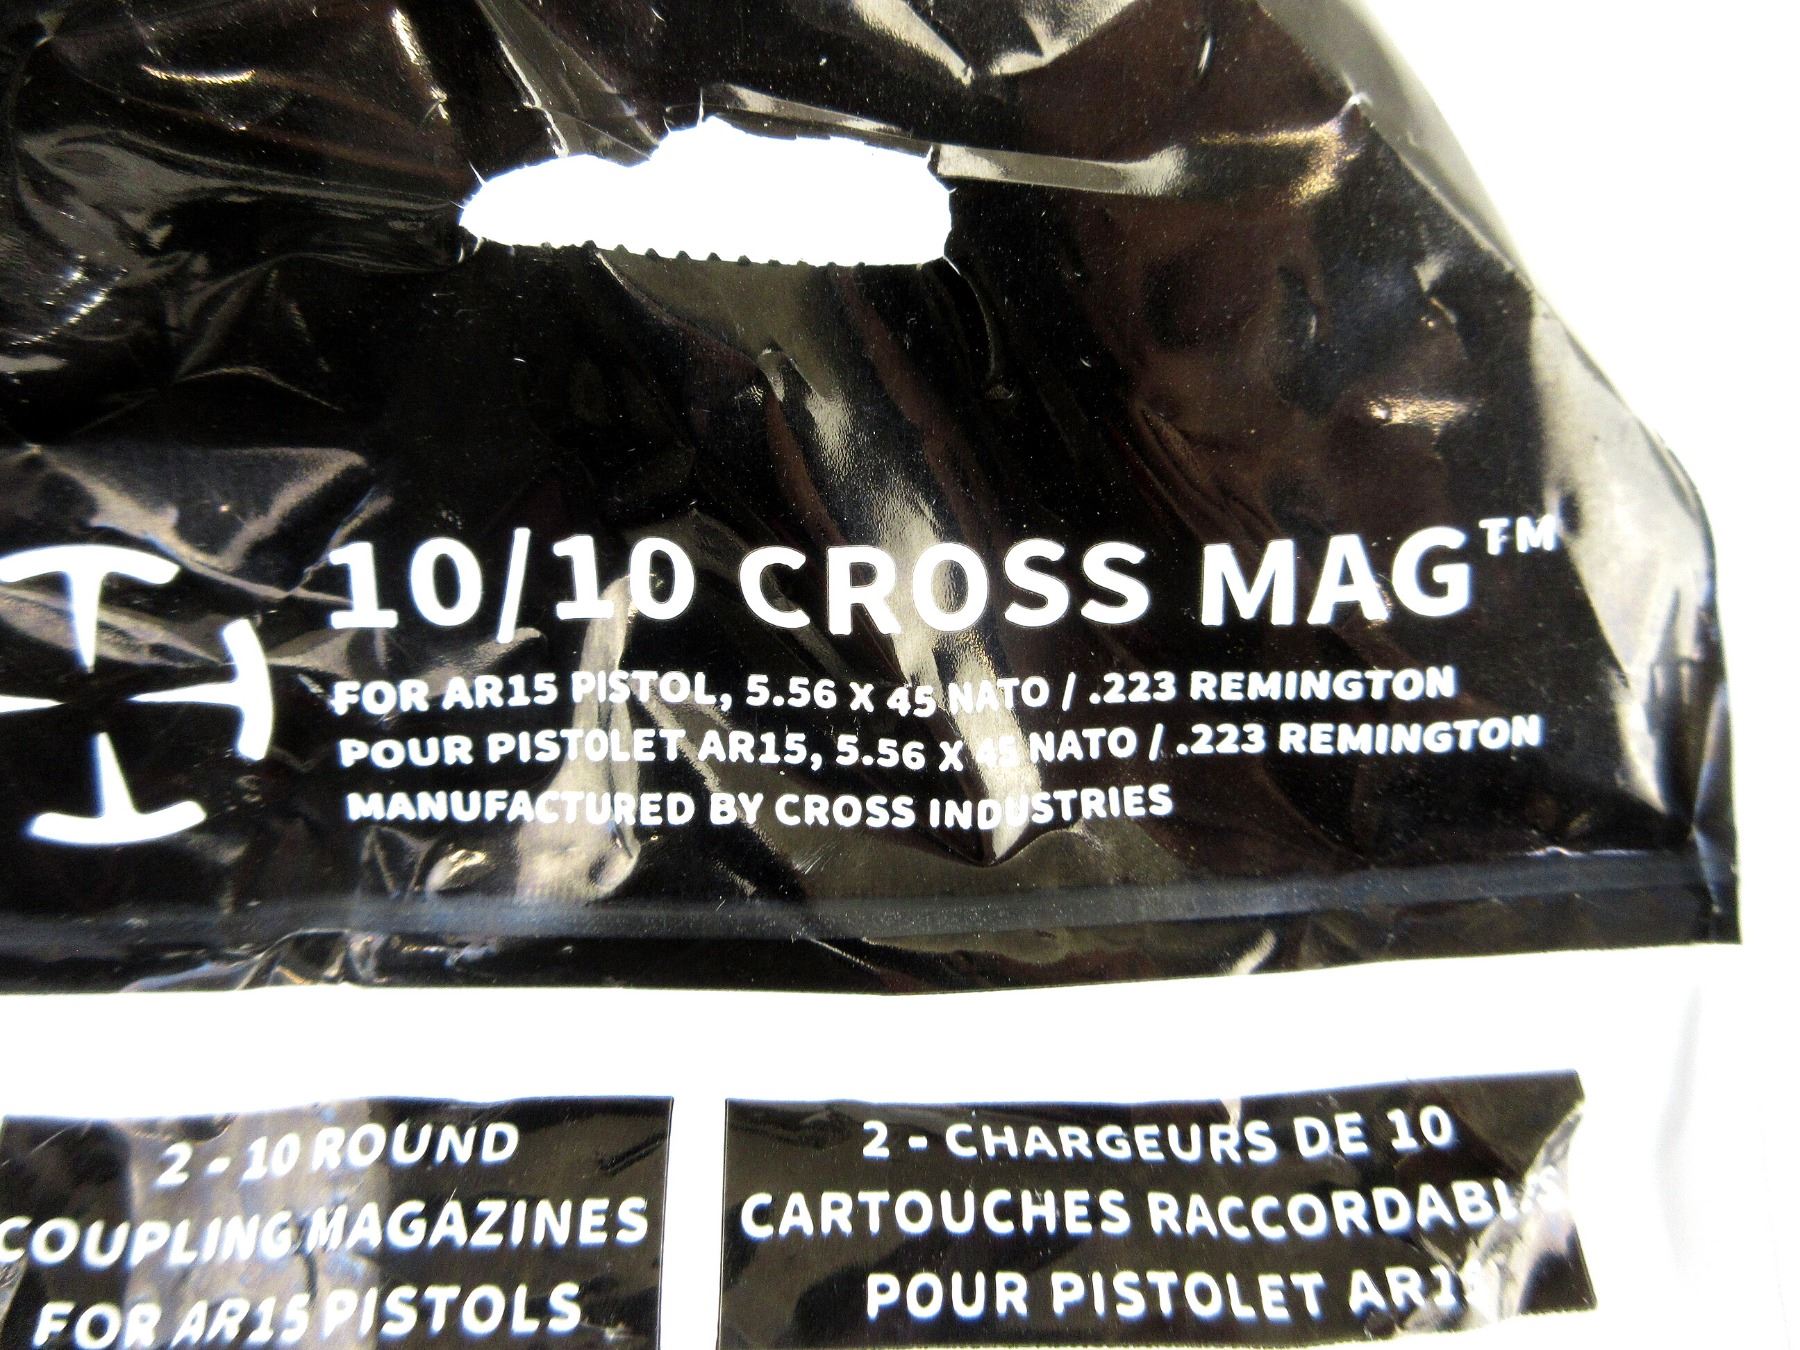 10/10 CROSS MAG™
FOR AR15 PISTOL, 5.56 X 45 NATO / .223 REMINGTON
POUR PISTOLET AR15, 5.56 X 45 NATO / .223 REMINGTON
MANUFACTURED BY CROSS INDUSTRIES
2 - 10 ROUND
COUPLING MAGAZINES
FOR AR15 PISTOLS
2 - CHARGEURS DE 10
CARTOUCHES RACCORDABLES
POUR PISTOLET AR15